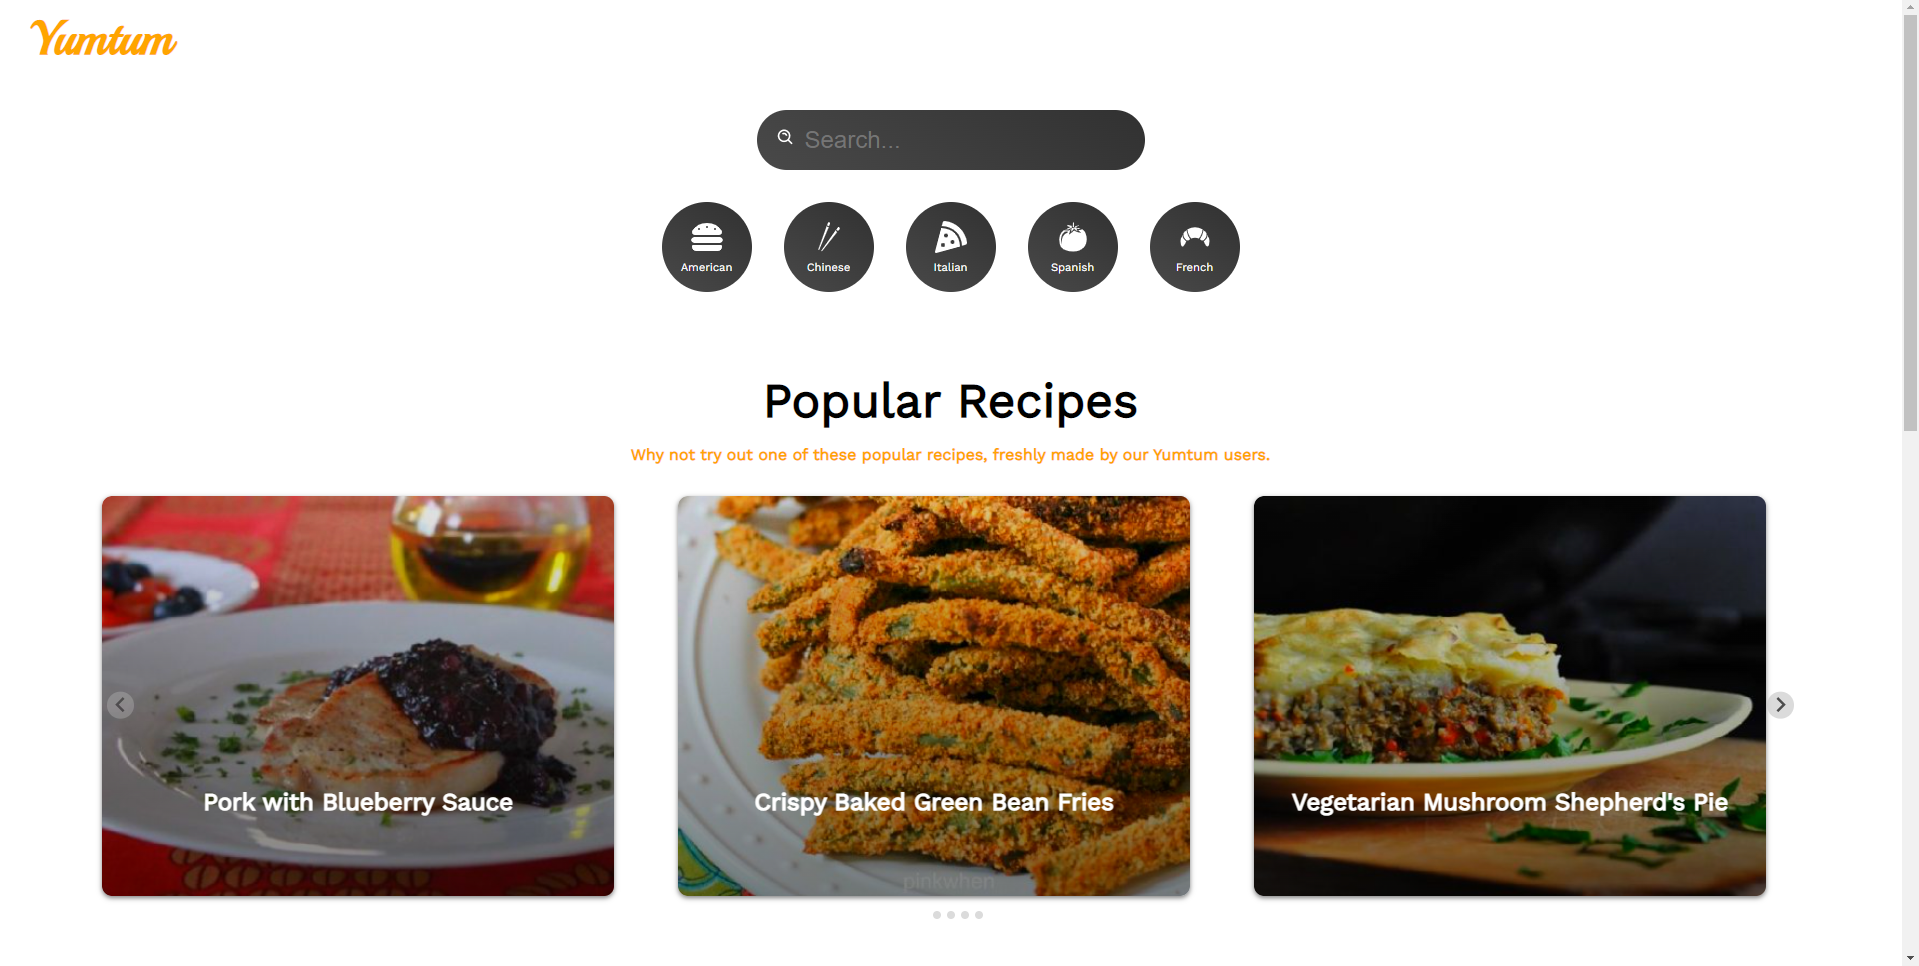 Yumtum
Search...
American
Chinese
Italian
Spanish
French
Popular Recipes
Why not try out one of these popular recipes, freshly made by our Yumtum users.
Pork with Blueberry Sauce
Crispy Baked Green Bean Fries
Vegetarian Mushroom Shepherd's Pie
pinkwhen